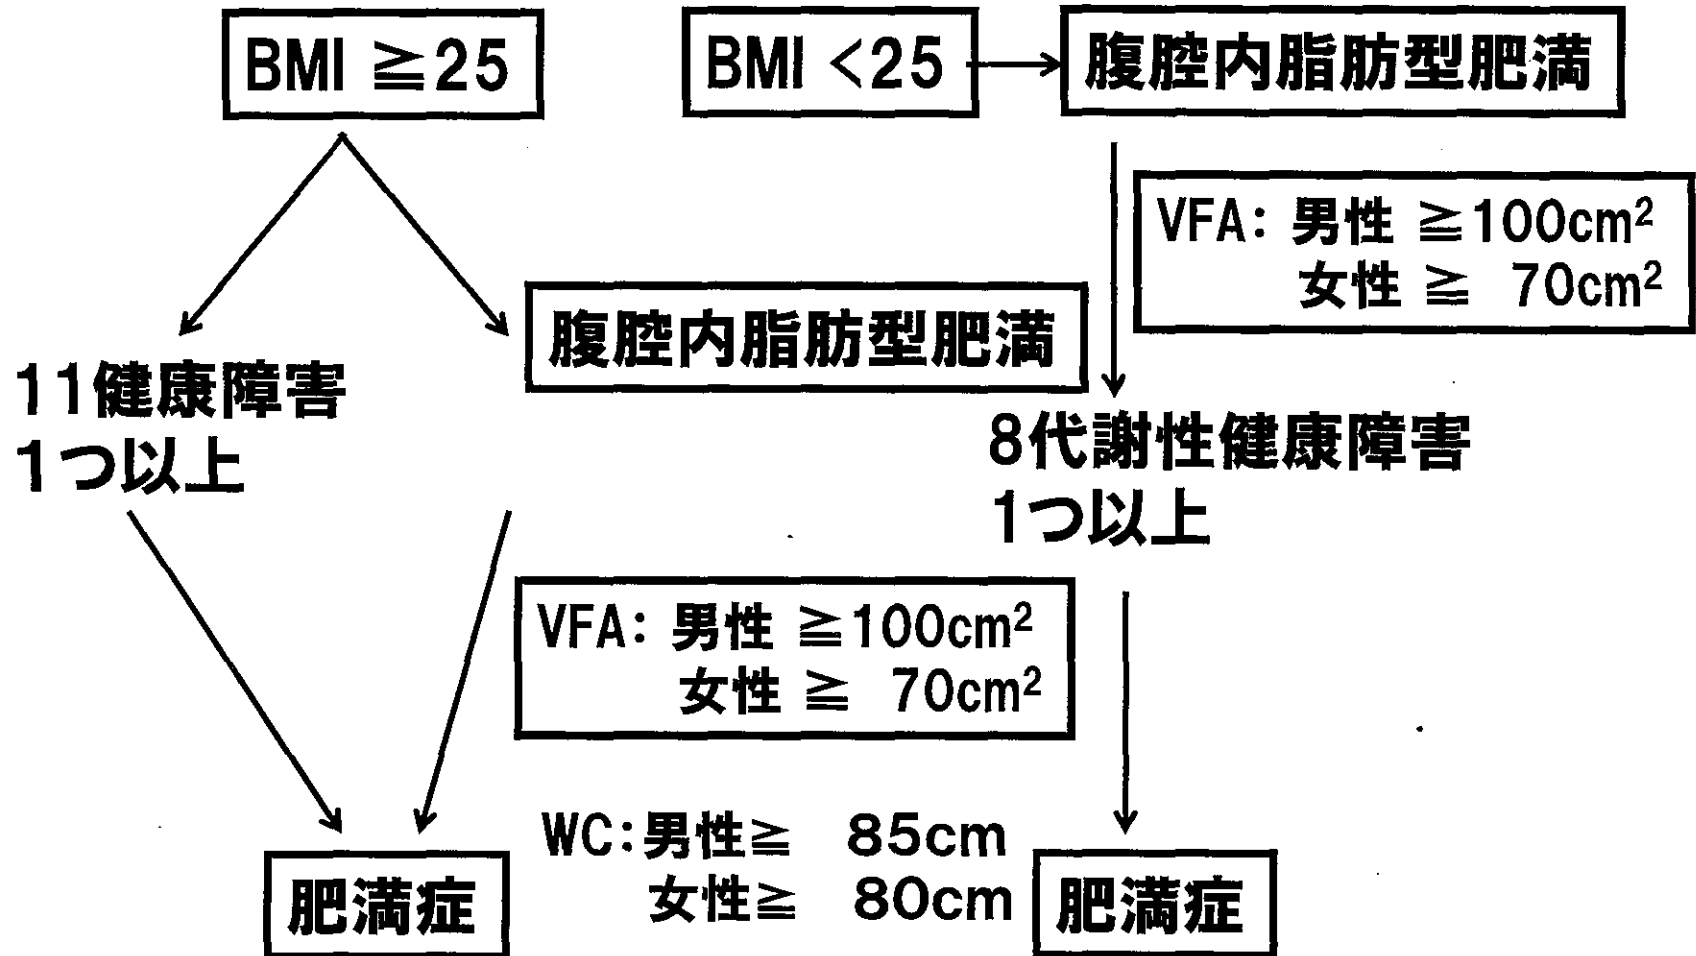 BMI ≧25
BMI <25
腹腔内脂肪型肥満
VFA: 男性 ≧100cm²
女性 ≧ 70cm²
腹腔内脂肪型肥満
11健康障害
1つ以上
8代謝性健康障害
1つ以上
VFA: 男性 ≧100cm²
女性 ≧ 70cm²
WC:男性≧ 85cm
女性≧ 80cm
肥満症
肥満症